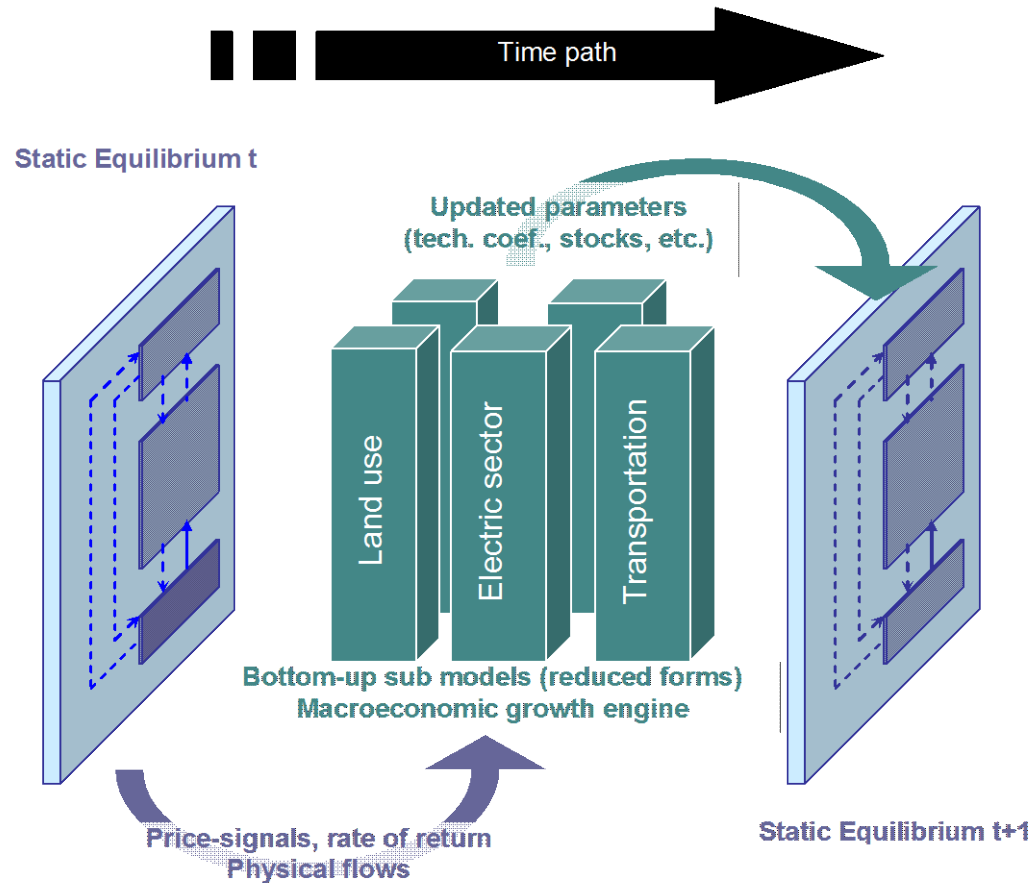 Time path
Static Equilibrium t
Updated parameters
(tech. coef., stocks, etc.)
Land use
Electric sector
Transportation
Bottom-up sub models (reduced forms)
Macroeconomic growth engine
Price-signals, rate of return
Physical flows
Static Equilibrium t+1